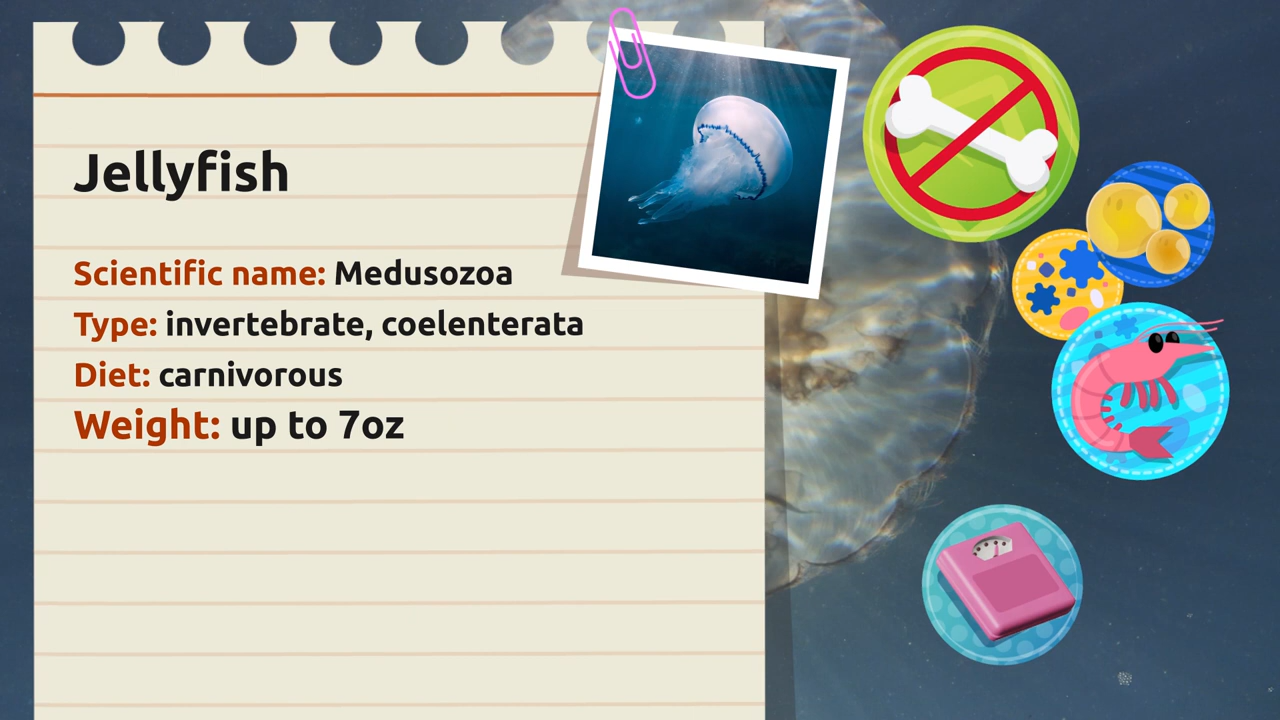 Jellyfish
Scientific name: Medusozoa
Type: invertebrate, coelenterata
Diet: carnivorous
Weight: up to 7oz